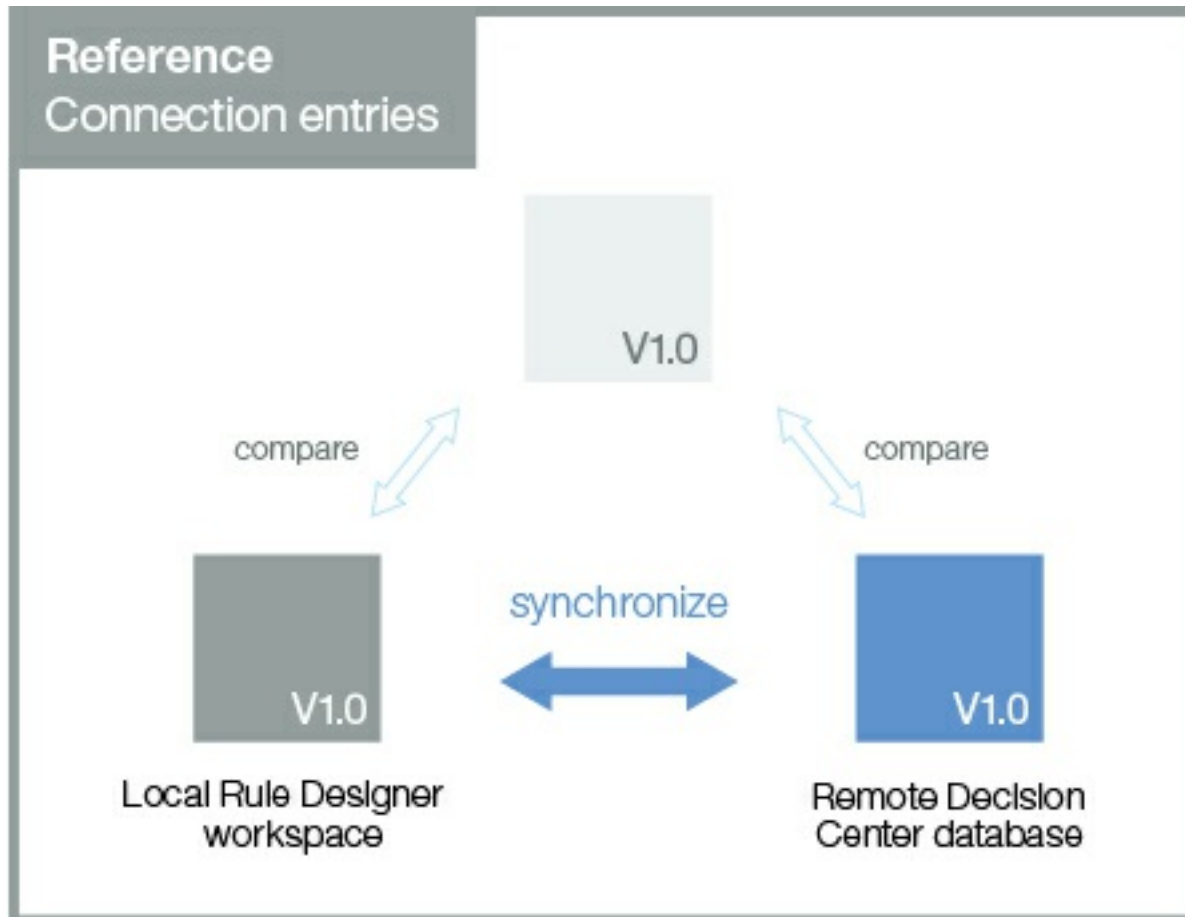 Reference
Connection entries
V1.0
compare
compare
synchronize
V1.0
V1.0
Local Rule Designer
workspace
Remote Decision
Center database